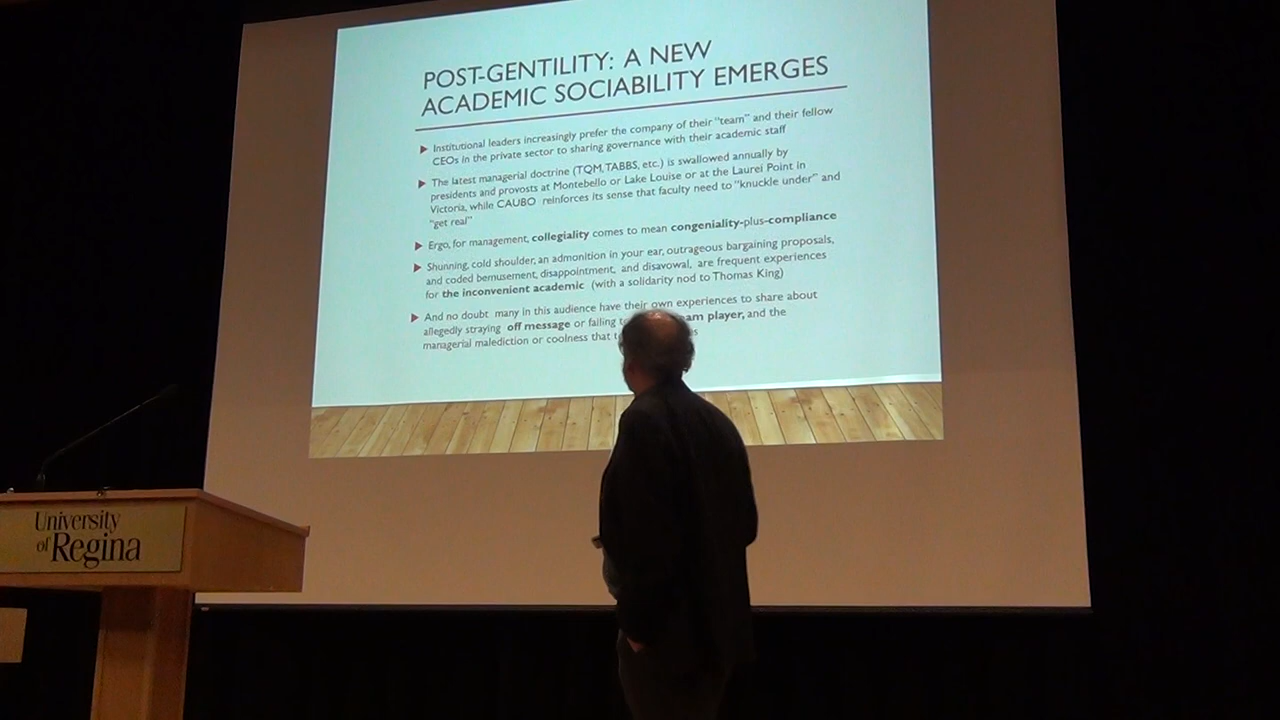 POST-GENTILITY: A NEW
ACADEMIC SOCIABILITY EMERGES
Institutional leaders increasingly prefer the company of their "team" and their fellow
CEOs in the private sector to sharing governance with their academic staff
The latest managerial doctrine (TQM, TABBS, etc.) is swallowed annually by
presidents and provosts at Montebello or Lake Louise or at the Laurel Point in
Victoria, while CAUBO reinforces its sense that faculty need to "knuckle under" and
"get real"
Ergo, for management, collegiality comes to mean congeniality-plus-compliance
Shunning, cold shoulder, an admonition in your ear, outrageous bargaining proposals,
and coded bemusement, disappointment, and disavowal, are frequent experiences
for the inconvenient academic (with a solidarity nod to Thomas King)
And no doubt many in this audience have their own experiences to share about
allegedly straying off message or failing player, and the
managerial malediction or coolness that
University
of Regina